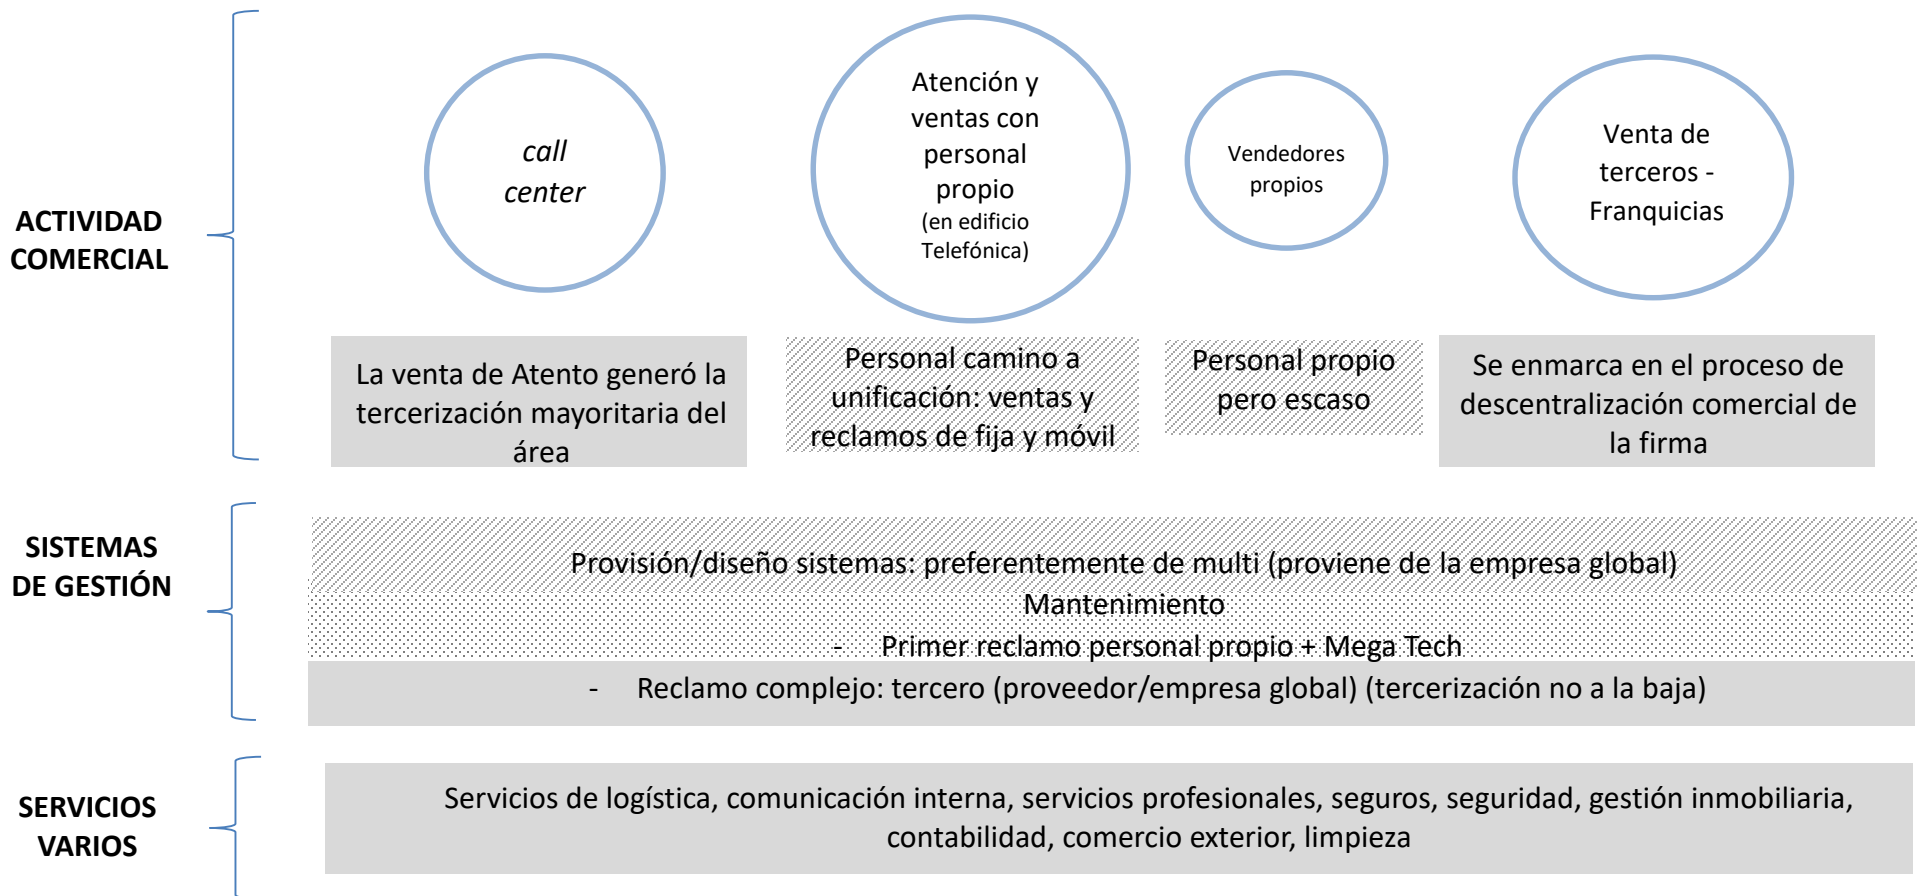 ACTIVIDAD
COMERCIAL
call
center
Atención y
ventas con
personal
propio
(en edificio
Telefónica)
Vendedores
propios
Venta de
terceros -
Franquicias
La venta de Atento generó la
tercerización mayoritaria del
área
Personal camino a
unificación: ventas y
reclamos de fija y móvil
Personal propio
pero escaso
Se enmarca en el proceso de
descentralización comercial de
la firma
SISTEMAS
DE GESTIÓN
Provisión/diseño sistemas: preferentemente de multi (proviene de la empresa global)
Mantenimiento
- Primer reclamo personal propio + Mega Tech
- Reclamo complejo: tercero (proveedor/empresa global) (tercerización no a la baja)
SERVICIOS
VARIOS
Servicios de logística, comunicación interna, servicios profesionales, seguros, seguridad, gestión inmobiliaria,
contabilidad, comercio exterior, limpieza